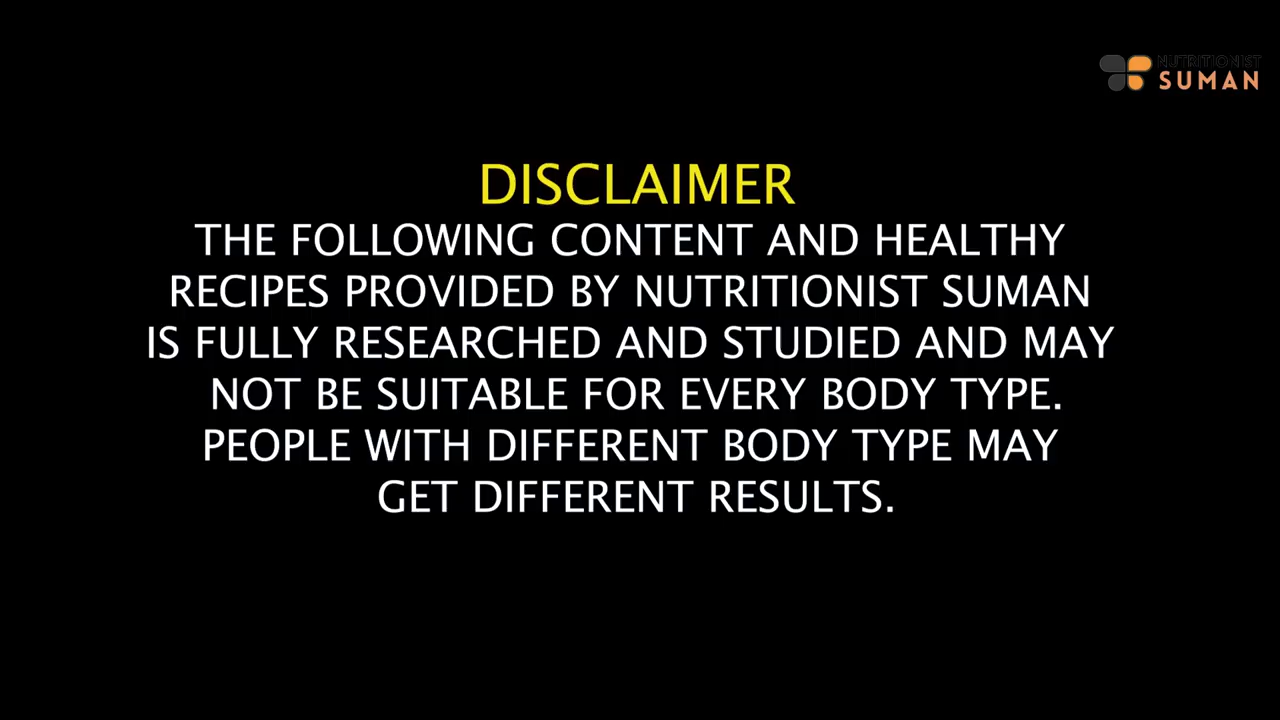 NUTRITIONIST
SUMAN
DISCLAIMER
THE FOLLOWING CONTENT AND HEALTHY
RECIPES PROVIDED BY NUTRITIONIST SUMAN
IS FULLY RESEARCHED AND STUDIED AND MAY
NOT BE SUITABLE FOR EVERY BODY TYPE.
PEOPLE WITH DIFFERENT BODY TYPE MAY
GET DIFFERENT RESULTS.